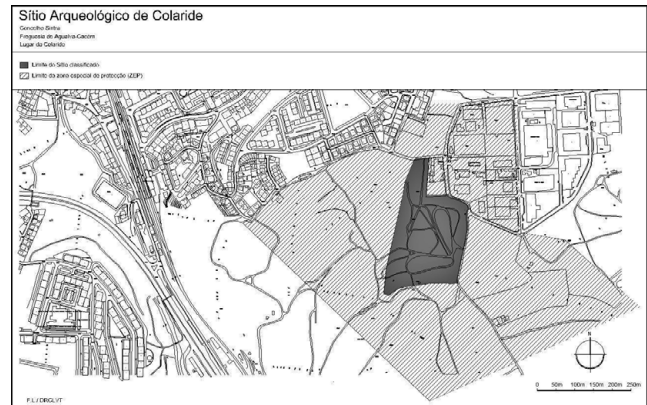 Sítio Arqueológico de Colaride
Concelho Sintra
Freguesia de Agualva-Cacém
Lugar de Colaride
Limite do Sítio classificado
Limite da zona especial de protecção (ZEP)
N
0 50m 100m 150m 200m 250m
F.L./ DRCLVT